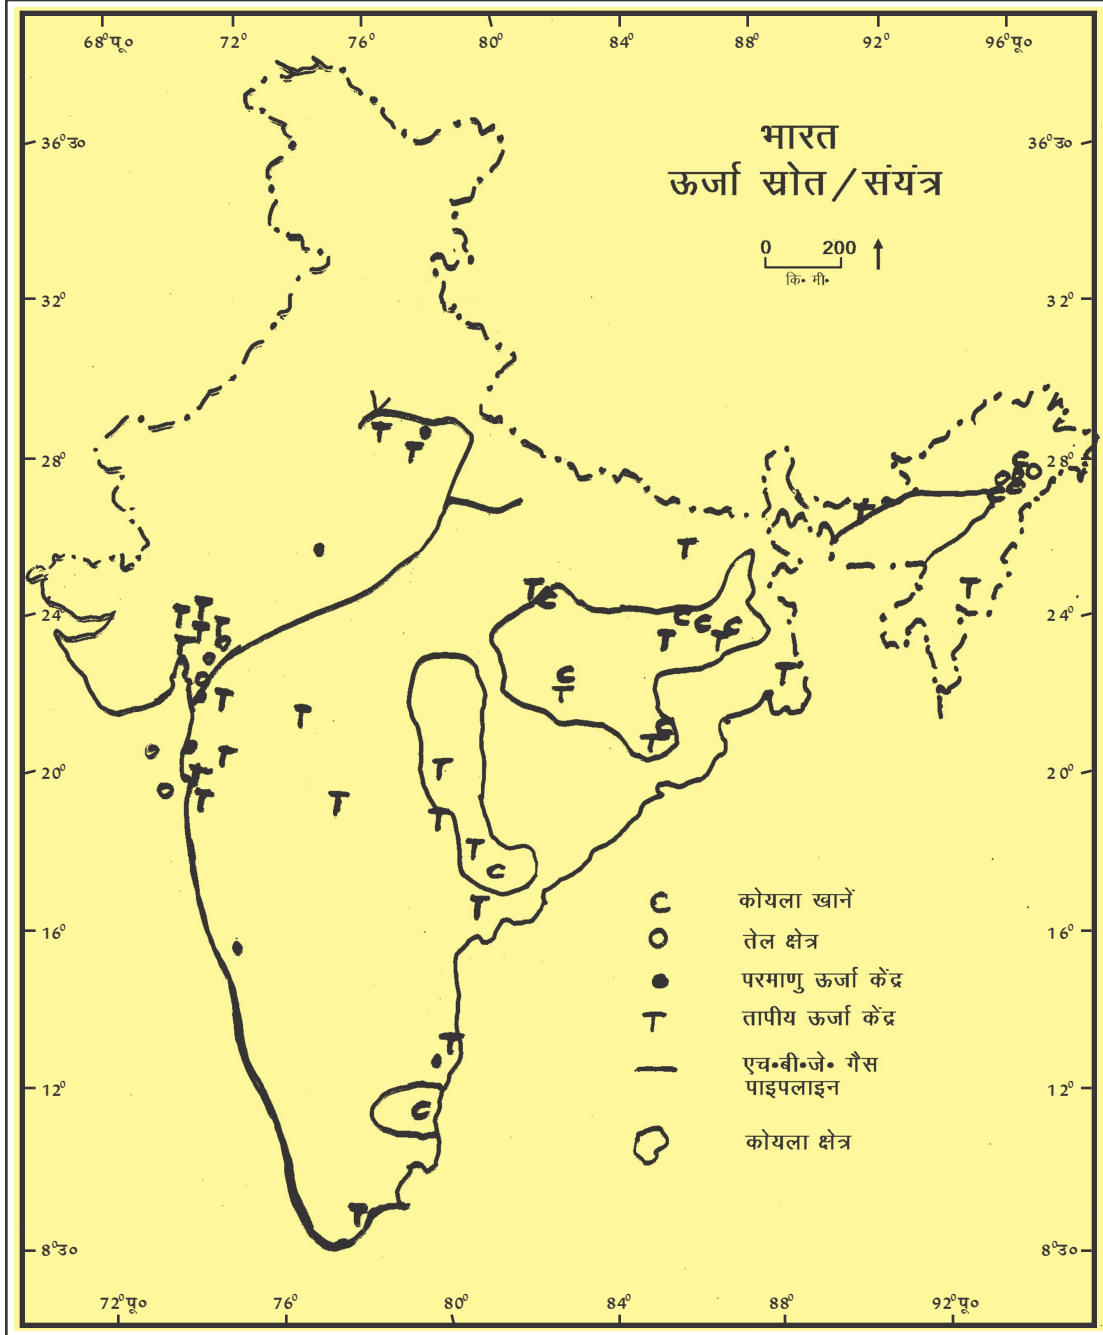 68°पू० 72° 76° 80° 84° 88° 92° 96°पू०
भारत
ऊर्जा स्रोत/संयंत्र
0 200
कि॰ मी॰
36°उ० 36°उ०
32° 32°
28° 28°
24° 24°
20° 20°
16° 16°
12° 12°
8°उ० 8°उ०
C कोयला खानें
तेल क्षेत्र
परमाणु ऊर्जा केंद्र
T तापीय ऊर्जा केंद्र
एच॰बी॰जे॰ गैस
पाइपलाइन
कोयला क्षेत्र
72°पू० 76° 80° 84° 88° 92°पू०